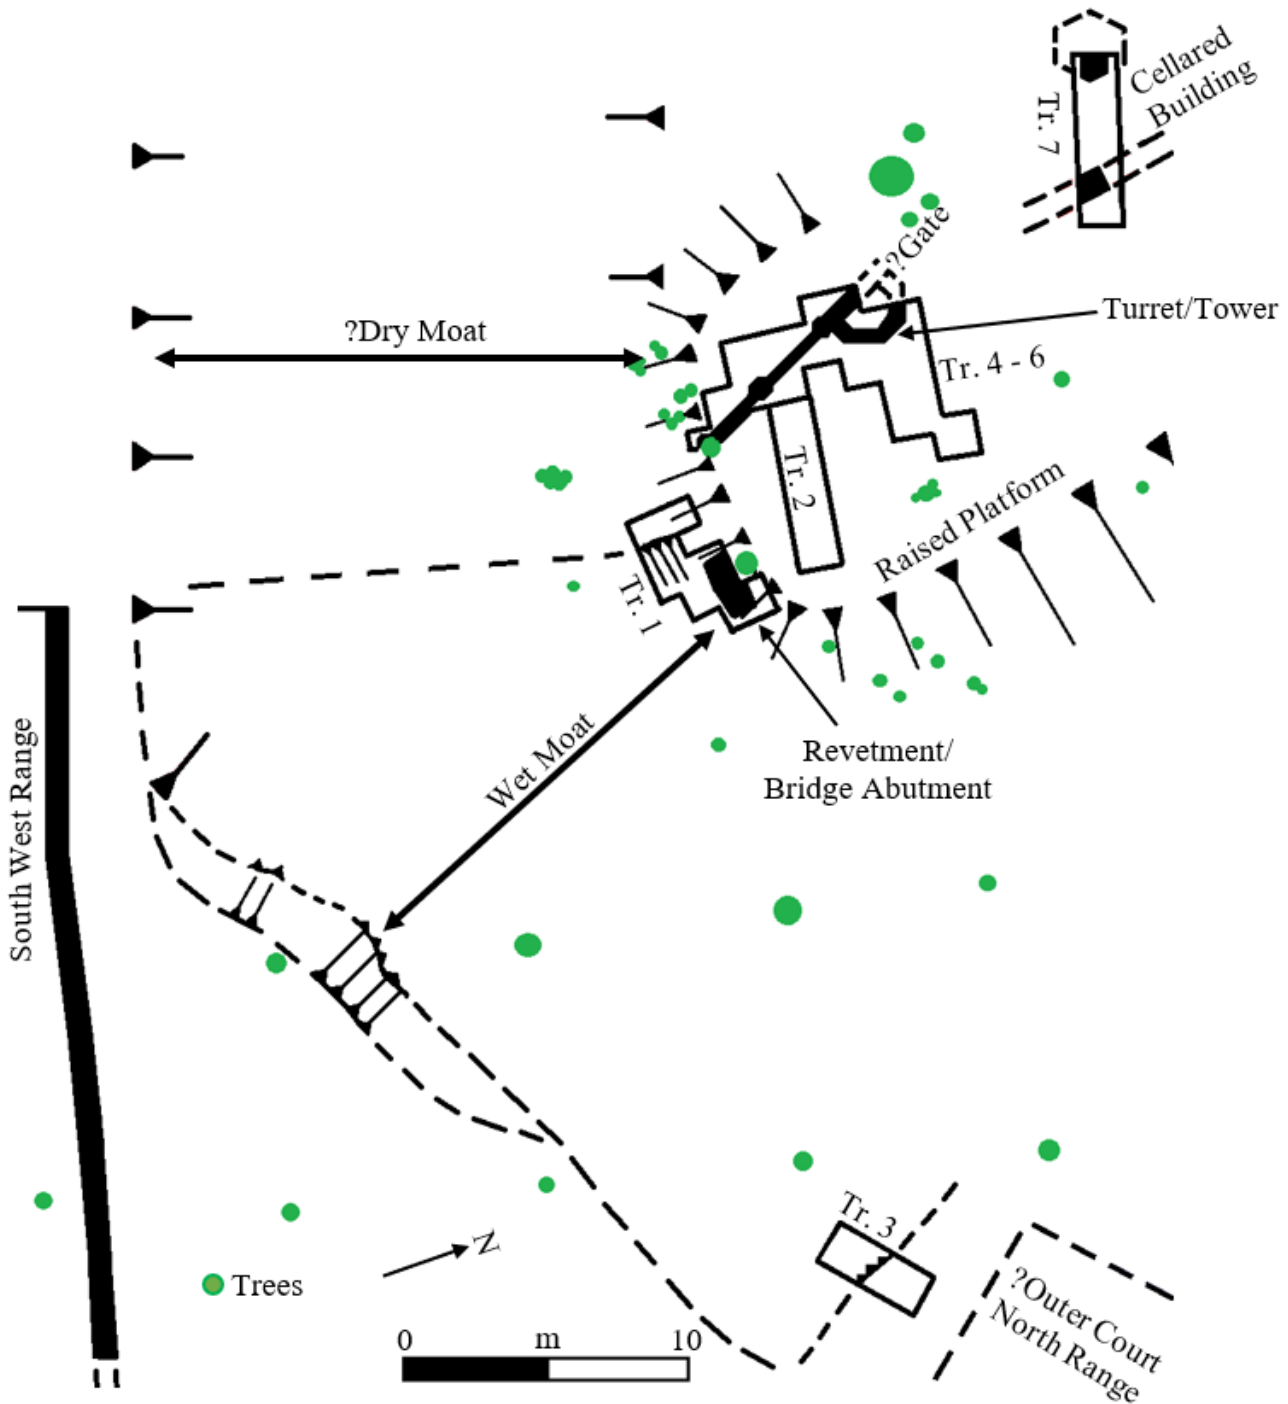 Cellared
Building
Tr. 7
?Gate
Turret/Tower
?Dry Moat
Tr. 4 - 6
Tr. 2
Raised Platform
Tr. 1
Revetment/
Bridge Abutment
Wet Moat
South West Range
Tr. 3
N
Trees
?Outer Court
North Range
0 m 10